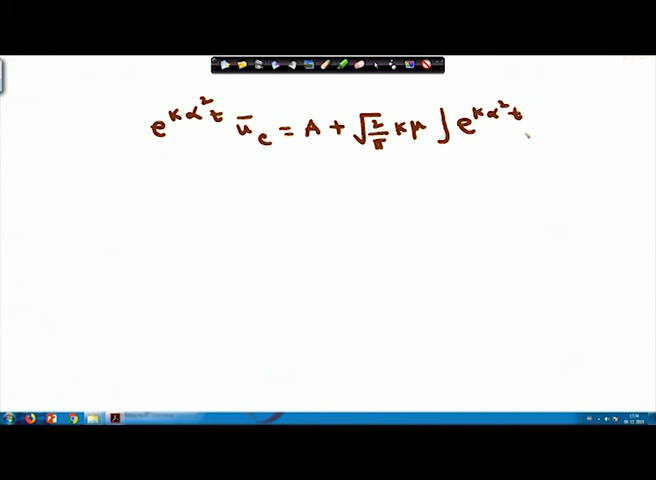 e^{κα²t} ū_c = A + √(2/π) κμ ∫ e^{κα²t}